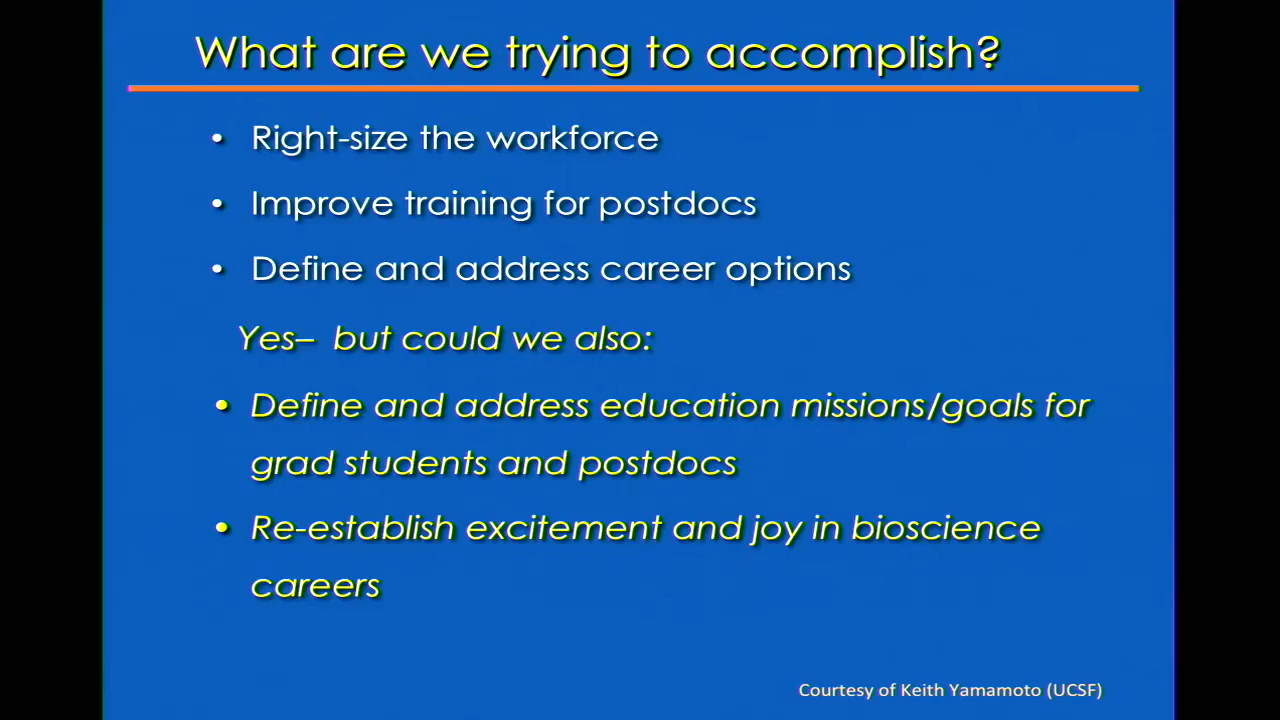 What are we trying to accomplish?
• Right-size the workforce
• Improve training for postdocs
• Define and address career options
Yes– but could we also:
• Define and address education missions/goals for
grad students and postdocs
• Re-establish excitement and joy in bioscience
careers
Courtesy of Keith Yamamoto (UCSF)